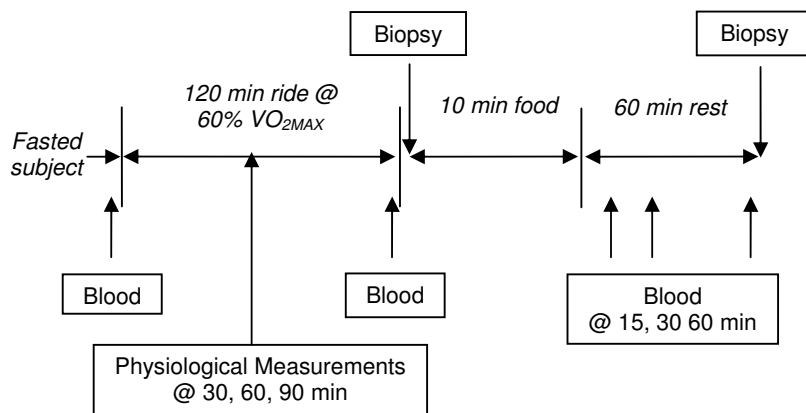 Biopsy
Biopsy
120 min ride @
60% VO2MAX
10 min food
60 min rest
Fasted
subject
Blood
Blood
Blood
@ 15, 30 60 min
Physiological Measurements
@ 30, 60, 90 min